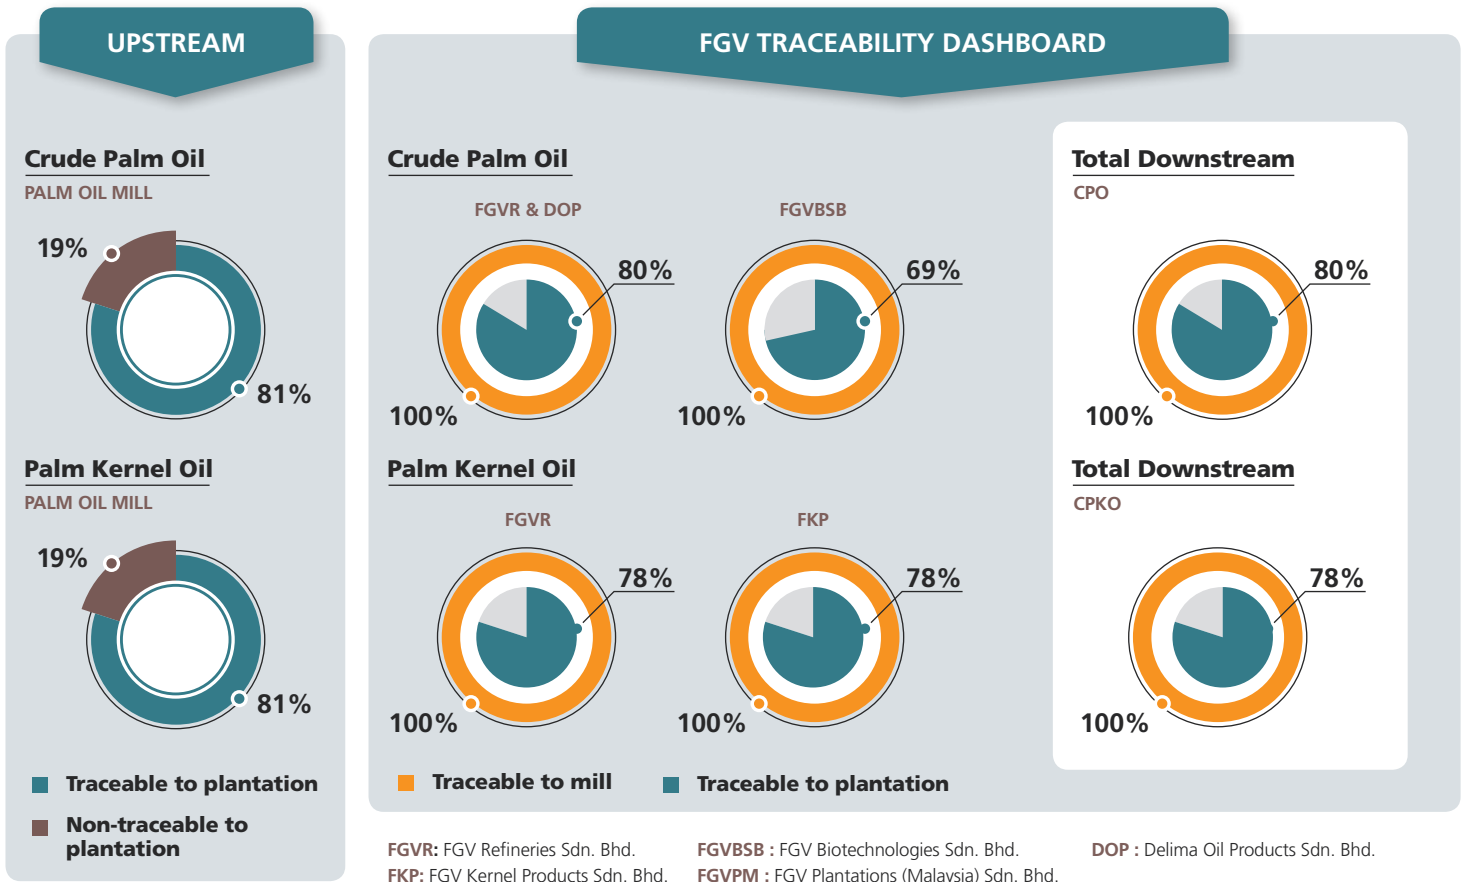 UPSTREAM
Crude Palm Oil
PALM OIL MILL
19%
81%
Palm Kernel Oil
PALM OIL MILL
19%
81%
Traceable to plantation
Non-traceable to
plantation
FGV TRACEABILITY DASHBOARD
Crude Palm Oil
FGVR & DOP
80%
100%
FGVBSB
69%
100%
Palm Kernel Oil
FGVR
78%
100%
FKP
78%
100%
Traceable to mill
Traceable to plantation
Total Downstream
CPO
80%
100%
Total Downstream
CPKO
78%
100%
FGVR: FGV Refineries Sdn. Bhd.
FKP: FGV Kernel Products Sdn. Bhd.
FGVBSB : FGV Biotechnologies Sdn. Bhd.
FGVPM : FGV Plantations (Malaysia) Sdn. Bhd.
DOP : Delima Oil Products Sdn. Bhd.